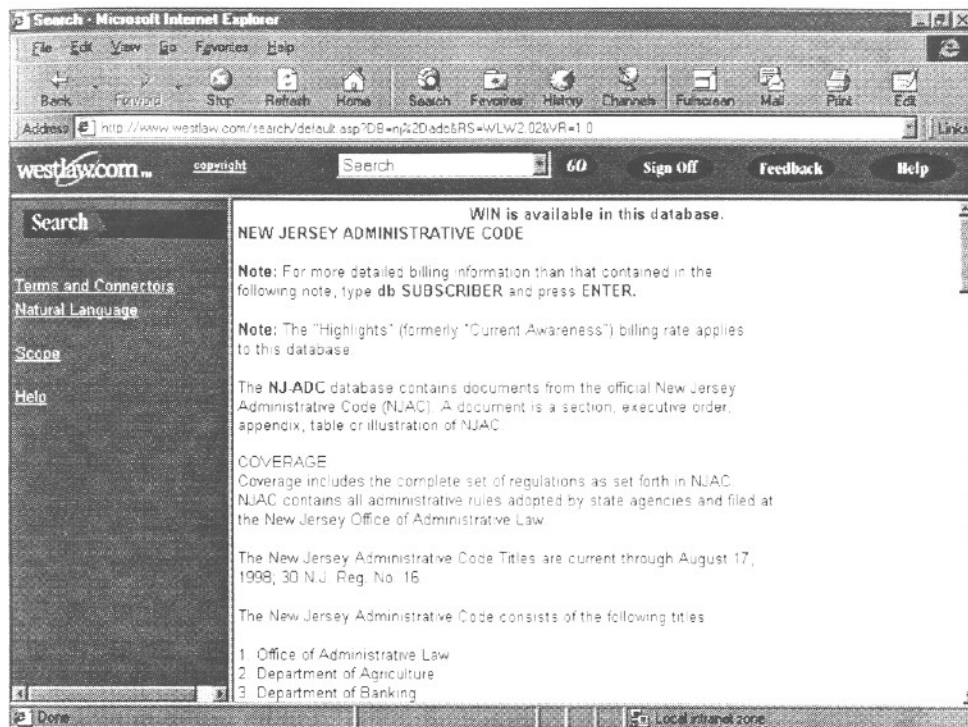 Search - Microsoft Internet Explorer
File Edit View Go Favorites Help
Back Forward Stop Refresh Home Search Favorites History Channels Fullscreen Mail Print Edit
Address http://www.westlaw.com/search/default.asp?DB=nj%2Dadc&RS=WLW2.02&VR=1.0 Links
westlaw.com™ copyright Search GO Sign Off Feedback Help
Search
Terms and Connectors
Natural Language
Scope
Help
WIN is available in this database.
NEW JERSEY ADMINISTRATIVE CODE
Note: For more detailed billing information than that contained in the
following note, type db SUBSCRIBER and press ENTER.
Note: The "Highlights" (formerly "Current Awareness") billing rate applies
to this database.
The NJ-ADC database contains documents from the official New Jersey
Administrative Code (NJAC). A document is a section, executive order,
appendix, table or illustration of NJAC.
COVERAGE
Coverage includes the complete set of regulations as set forth in NJAC.
NJAC contains all administrative rules adopted by state agencies and filed at
the New Jersey Office of Administrative Law.
The New Jersey Administrative Code Titles are current through August 17,
1998; 30 N.J. Reg. No. 16
The New Jersey Administrative Code consists of the following titles
1. Office of Administrative Law
2. Department of Agriculture
3. Department of Banking
Done Local intranet zone